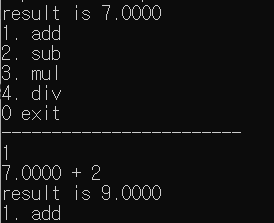 result is 7.0000
1. add
2. sub
3. mul
4. div
0 exit
-------------------------
1
7.0000 + 2
result is 9.0000
1. add